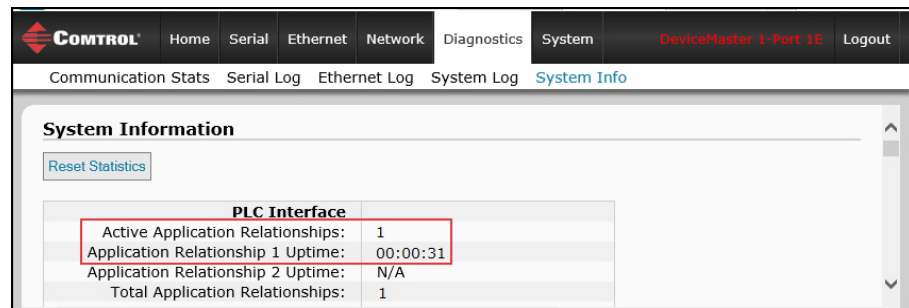 COMTROL Home Serial Ethernet Network Diagnostics System DeviceMaster 1-Port 1E Logout
Communication Stats Serial Log Ethernet Log System Log System Info
System Information
Reset Statistics
PLC Interface
Active Application Relationships: 1
Application Relationship 1 Uptime: 00:00:31
Application Relationship 2 Uptime: N/A
Total Application Relationships: 1